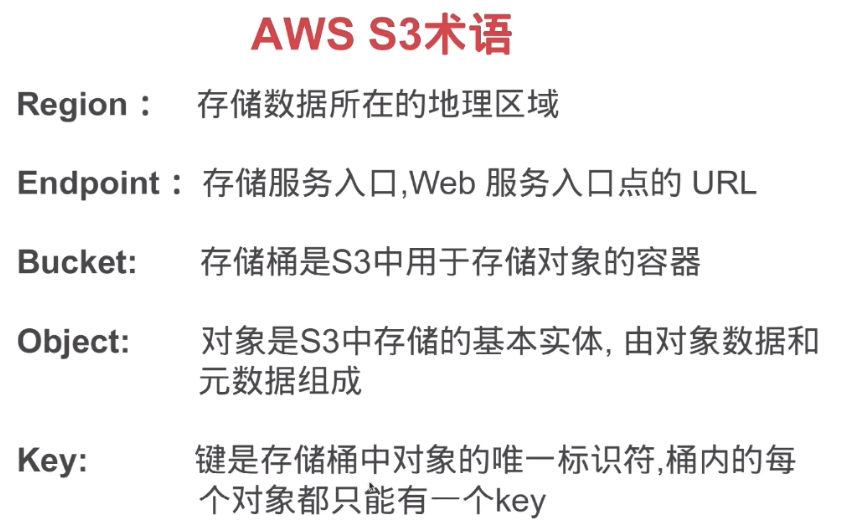 AWS S3术语
Region： 存储数据所在的地理区域
Endpoint： 存储服务入口,Web 服务入口点的 URL
Bucket: 存储桶是S3中用于存储对象的容器
Object: 对象是S3中存储的基本实体, 由对象数据和
元数据组成
Key: 键是存储桶中对象的唯一标识符,桶内的每
个对象都只能有一个key